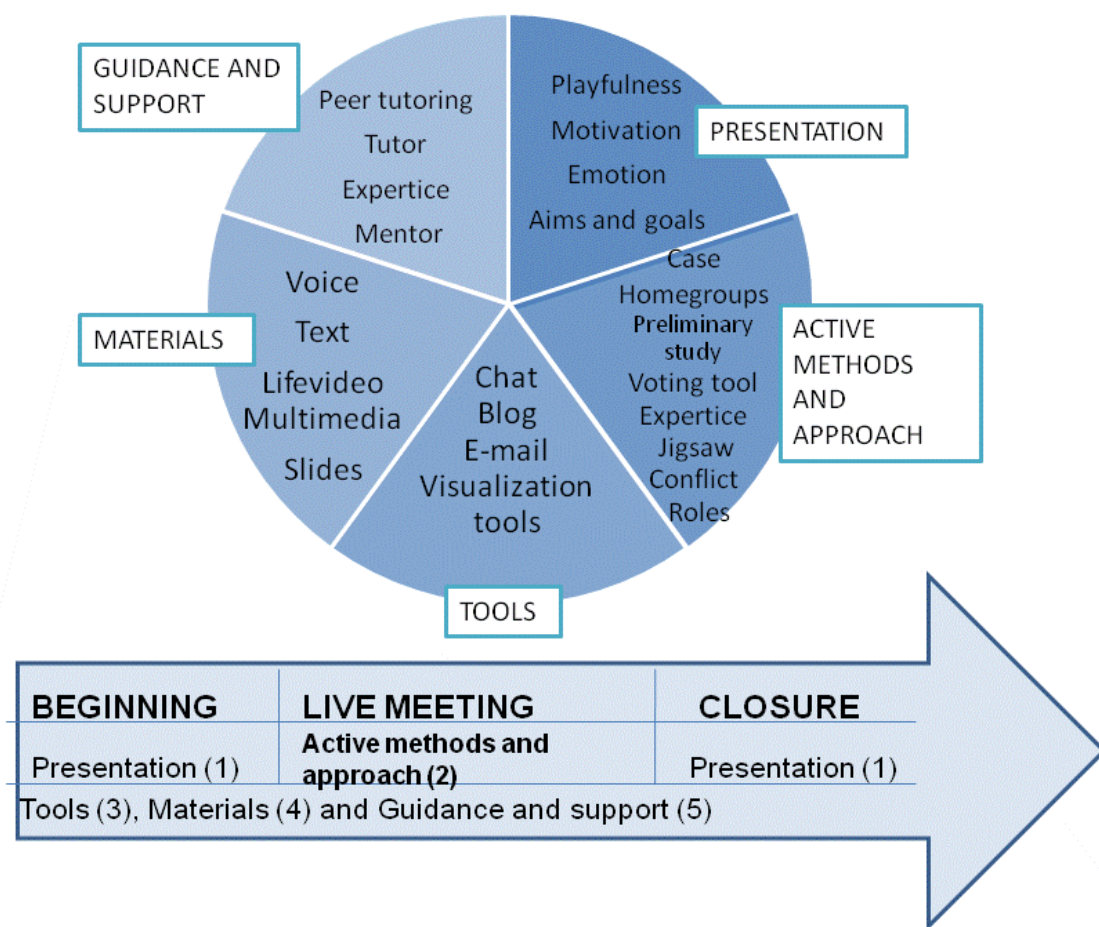 GUIDANCE AND
SUPPORT
Peer tutoring
Tutor
Expertice
Mentor
Playfulness
Motivation
Emotion
Aims and goals
PRESENTATION
Case
Homegroups
Preliminary
study
Voting tool
Expertice
Jigsaw
Conflict
Roles
ACTIVE
METHODS
AND
APPROACH
MATERIALS
Voice
Text
Lifevideo
Multimedia
Slides
Chat
Blog
E-mail
Visualization
tools
TOOLS
BEGINNING
LIVE MEETING
CLOSURE
Presentation (1)
Active methods and
approach (2)
Presentation (1)
Tools (3), Materials (4) and Guidance and support (5)